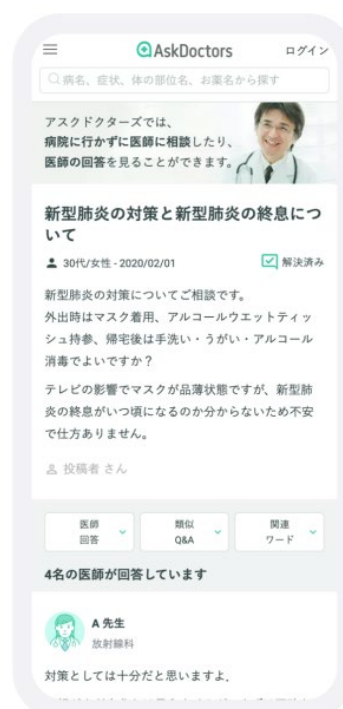 AskDoctors
ログイン
病名、症状、体の部位名、お薬名から探す
アスクドクターズでは、
病院に行かずに医師に相談したり、
医師の回答を見ることができます。
新型肺炎の対策と新型肺炎の終息につ
いて
30代/女性 - 2020/02/01
解決済み
新型肺炎の対策についてご相談です。
外出時はマスク着用、アルコールウエットティッ
シュ持参、帰宅後は手洗い・うがい・アルコール
消毒でよいですか？
テレビの影響でマスクが品薄状態ですが、新型肺
炎の終息がいつ頃になるのか分からないため不安
で仕方ありません。
投稿者 さん
医師
回答
類似
Q&A
関連
ワード
4名の医師が回答しています
A 先生
放射線科
対策としては十分だと思いますよ.